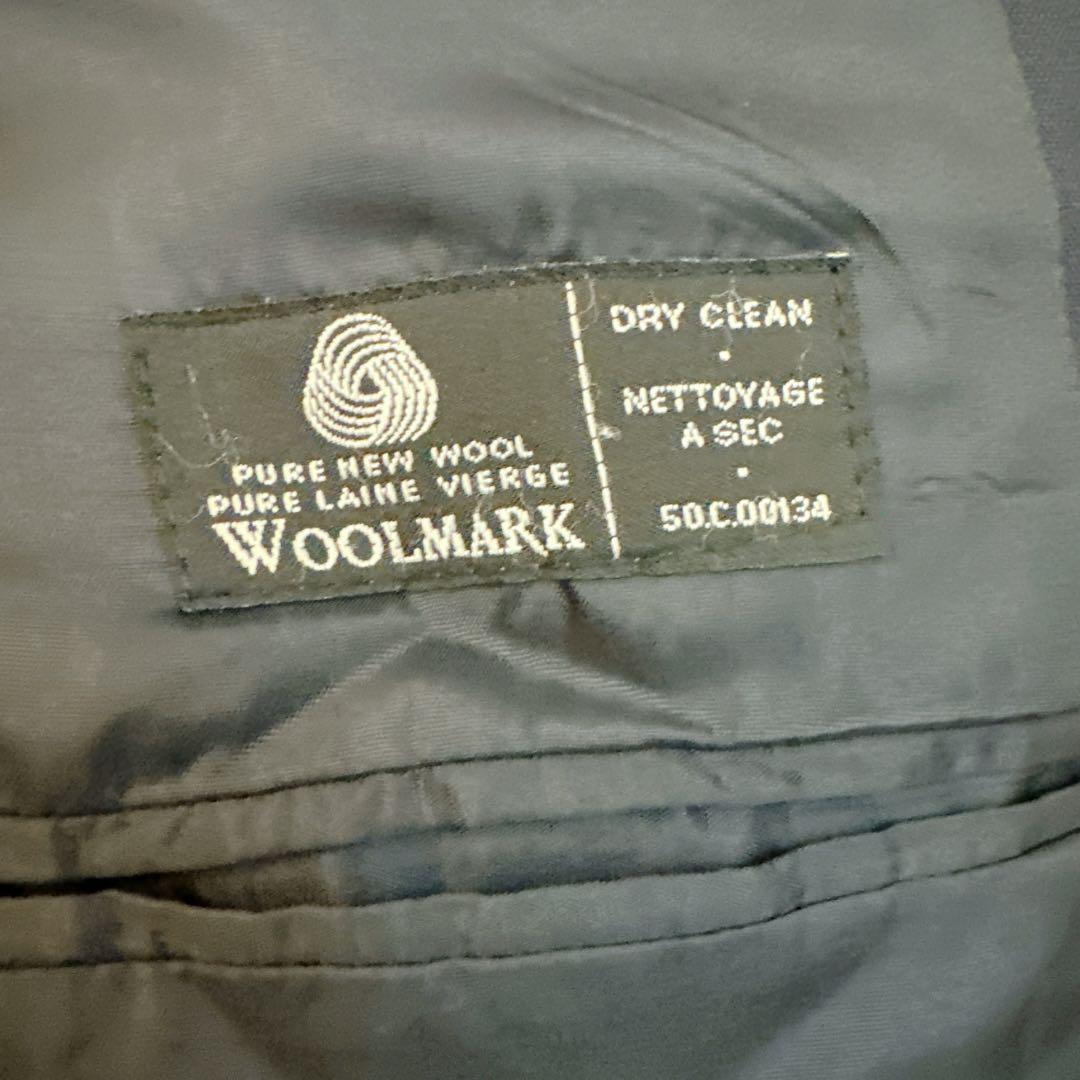 PURE NEW WOOL
PURE LAINE VIERGE
WOOLMARK
DRY CLEAN
•
NETTOYAGE
A SEC
•
50.C.00134